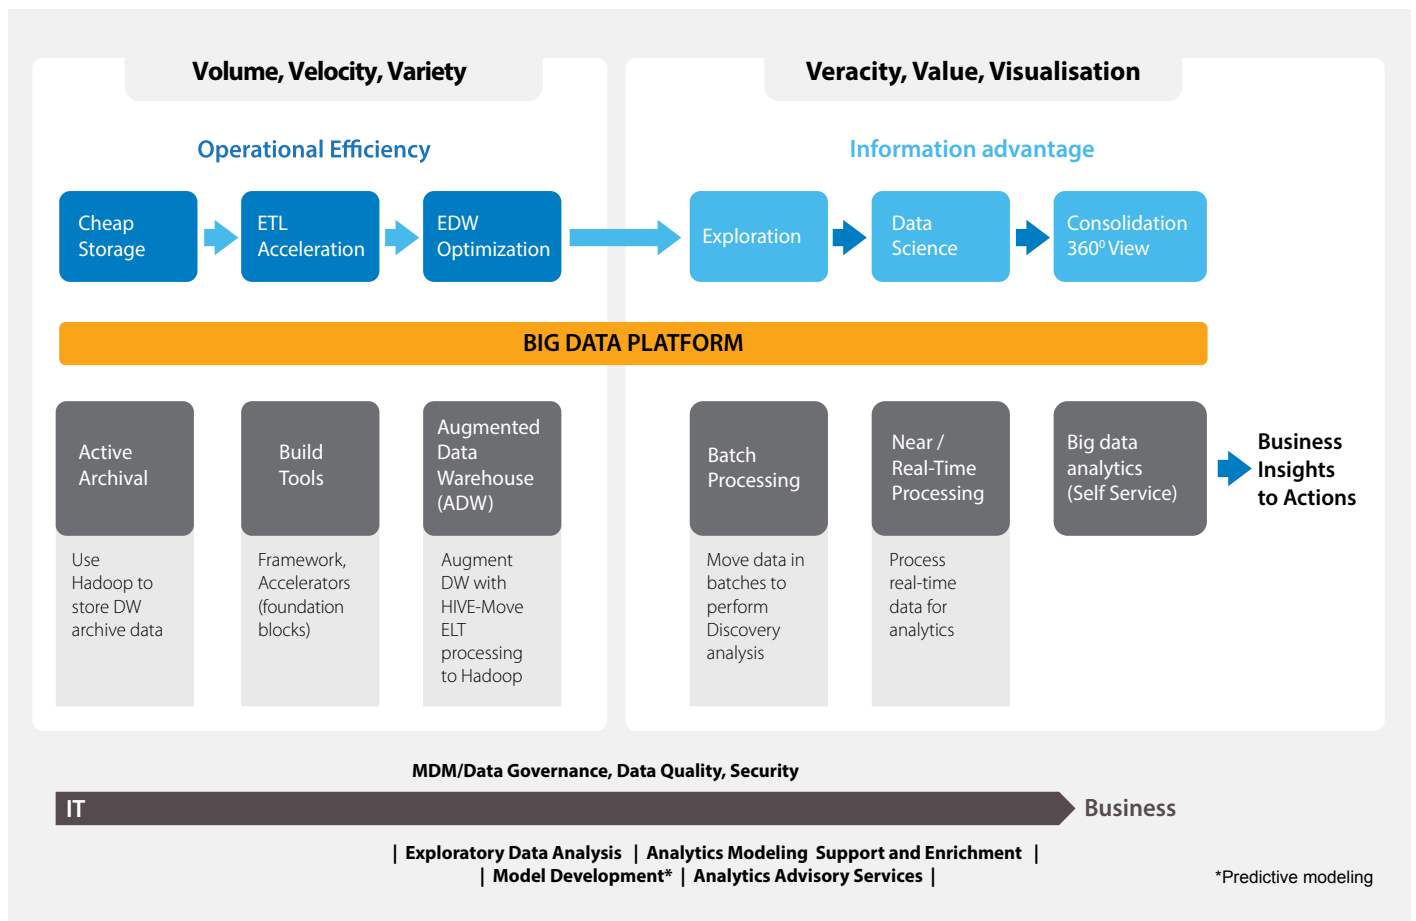 Volume, Velocity, Variety
Veracity, Value, Visualisation
Operational Efficiency
Information advantage
Cheap
Storage
ETL
Acceleration
EDW
Optimization
Exploration
Data
Science
Consolidation
360⁰ View
BIG DATA PLATFORM
Active
Archival
Build
Tools
Augmented
Data
Warehouse
(ADW)
Batch
Processing
Near /
Real-Time
Processing
Big data
analytics
(Self Service)
Business
Insights
to Actions
Use
Hadoop to
store DW
archive data
Framework,
Accelerators
(foundation
blocks)
Augment
DW with
HIVE-Move
ELT
processing
to Hadoop
Move data in
batches to
perform
Discovery
analysis
Process
real-time
data for
analytics
MDM/Data Governance, Data Quality, Security
IT
Business
| Exploratory Data Analysis | Analytics Modeling Support and Enrichment |
| Model Development* | Analytics Advisory Services |
*Predictive modeling